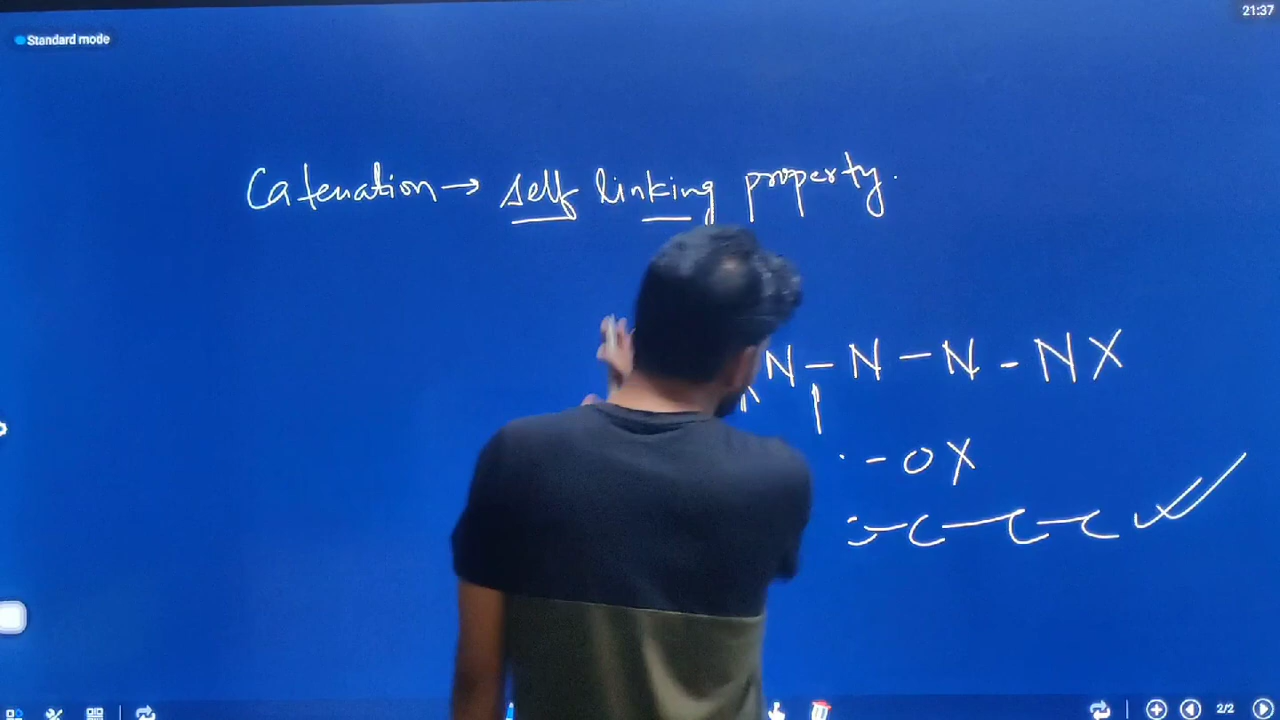 21:37
Standard mode
Catenation → self linking property.
N – N – N - N X
- O X
C – C – C ✓
2/2